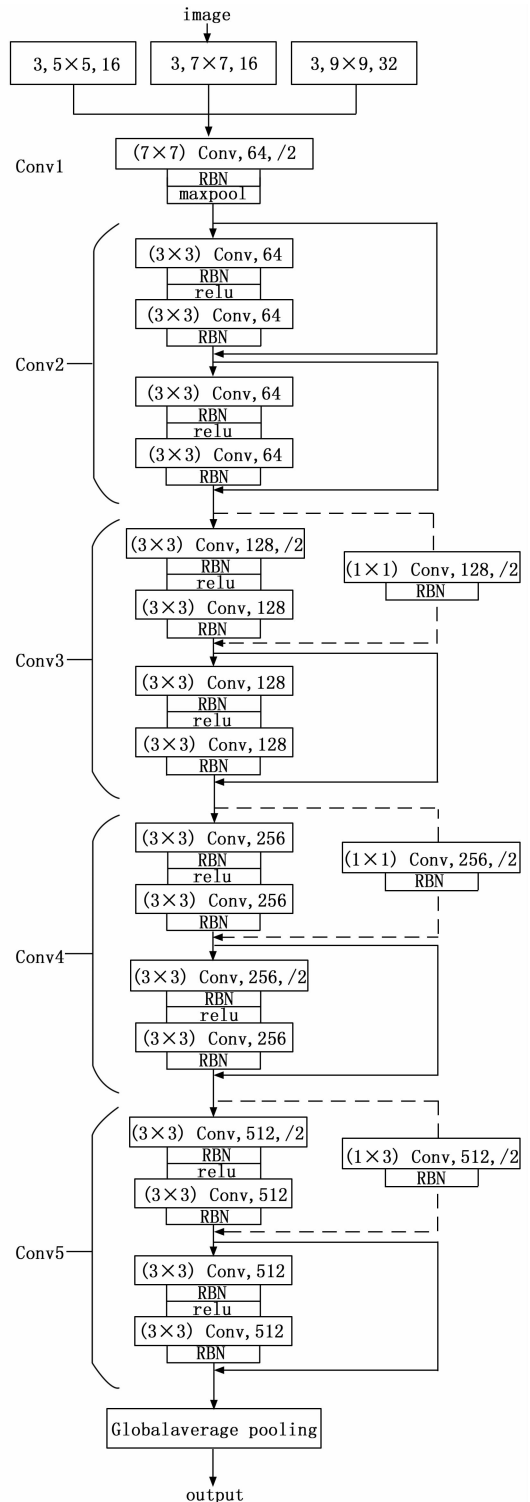 image
3,5×5,16
3,7×7,16
3,9×9,32
Conv1
(7×7) Conv,64,/2
RBN
maxpool
Conv2
(3×3) Conv,64
RBN
relu
(3×3) Conv,64
RBN
(3×3) Conv,64
RBN
relu
(3×3) Conv,64
RBN
Conv3
(3×3) Conv,128,/2
RBN
relu
(3×3) Conv,128
RBN
(1×1) Conv,128,/2
RBN
(3×3) Conv,128
RBN
relu
(3×3) Conv,128
RBN
Conv4
(3×3) Conv,256
RBN
relu
(3×3) Conv,256
RBN
(1×1) Conv,256,/2
RBN
(3×3) Conv,256,/2
RBN
relu
(3×3) Conv,256
RBN
Conv5
(3×3) Conv,512,/2
RBN
relu
(3×3) Conv,512
RBN
(1×3) Conv,512,/2
RBN
(3×3) Conv,512
RBN
relu
(3×3) Conv,512
RBN
Globalaverage pooling
output